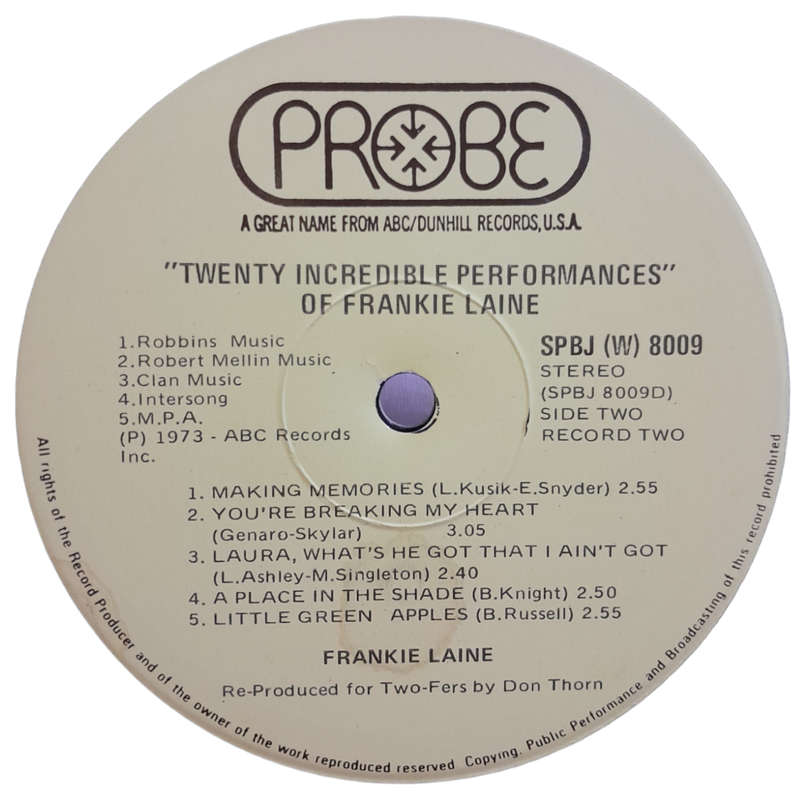 PROBE
A GREAT NAME FROM ABC/DUNHILL RECORDS, U.S.A.
"TWENTY INCREDIBLE PERFORMANCES"
OF FRANKIE LAINE
1.Robbins Music
2.Robert Mellin Music
3.Clan Music
4.Intersong
5.M.P.A.
(P) 1973 - ABC Records
Inc.
SPBJ (W) 8009
STEREO
(SPBJ 8009D)
SIDE TWO
RECORD TWO
1. MAKING MEMORIES (L.Kusik-E.Snyder) 2.55
2. YOU'RE BREAKING MY HEART
(Genaro-Skylar) 3.05
3. LAURA, WHAT'S HE GOT THAT I AIN'T GOT
(L.Ashley-M.Singleton) 2.40
4. A PLACE IN THE SHADE (B.Knight) 2.50
5. LITTLE GREEN APPLES (B.Russell) 2.55
FRANKIE LAINE
Re-Produced for Two-Fers by Don Thorn
All rights of the Record Producer and of the owner of the work reproduced reserved Copying, Public Performance and Broadcasting of this record prohibited